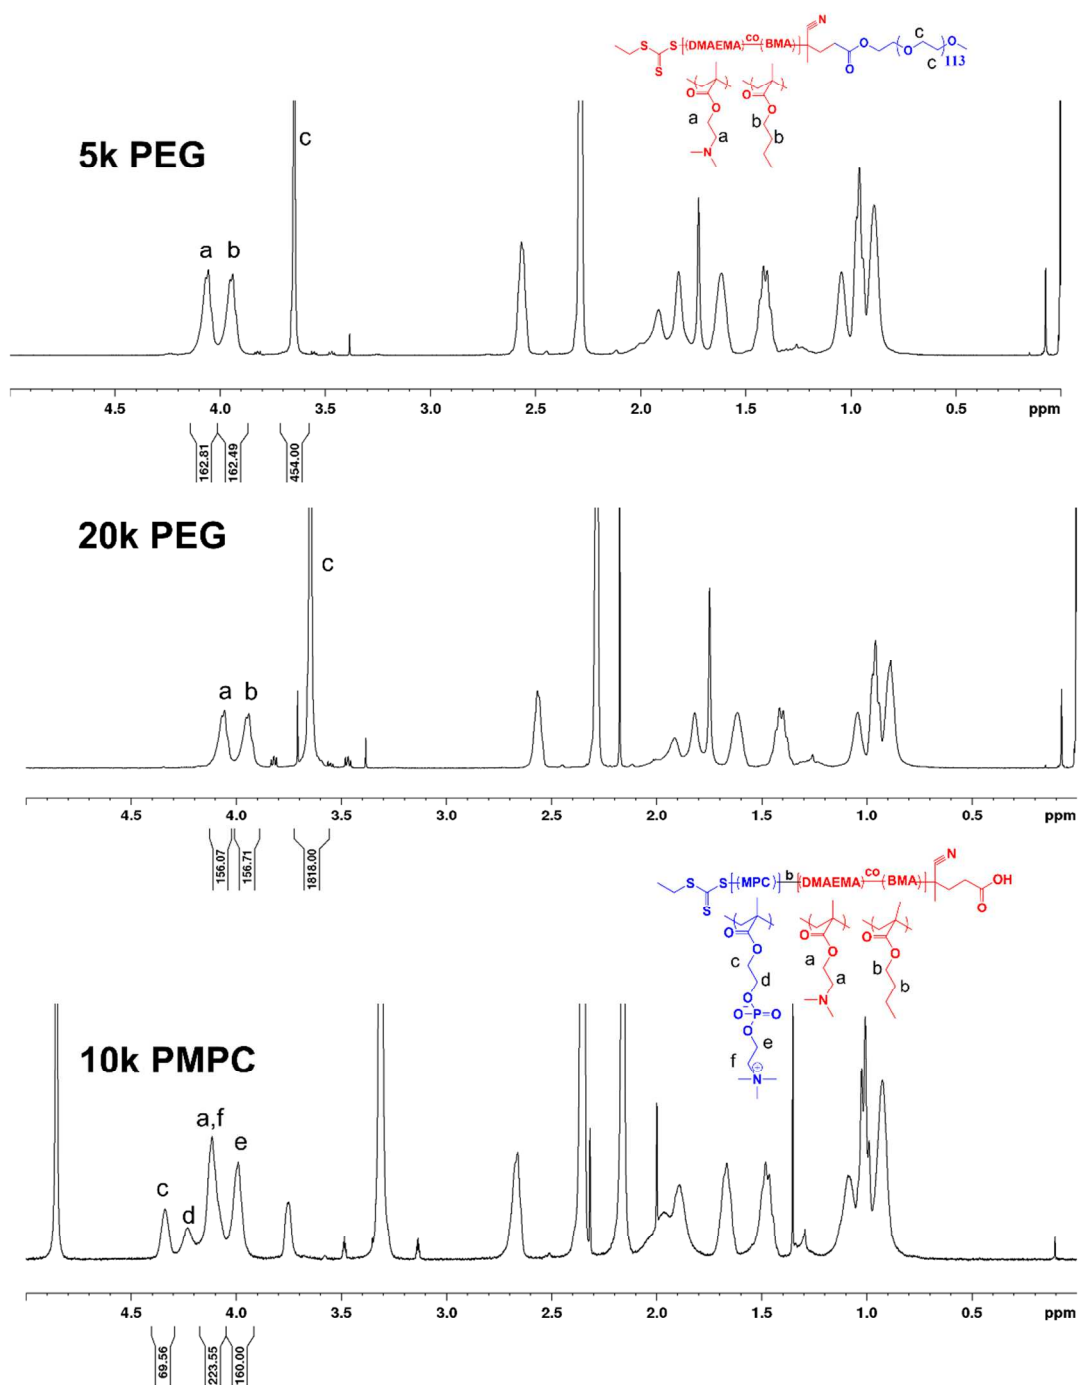 N
S
S
(DMAEMA)
co
(BMA)
O
O
O
c
O
S
O
c
113
O
O
O
O
a
a
b
b
N
5k PEG
c
a
b
4.5
4.0
3.5
3.0
2.5
2.0
1.5
1.0
0.5
ppm
162.81
162.49
454.00
20k PEG
c
a
b
4.5
4.0
3.5
3.0
2.5
2.0
1.5
1.0
0.5
ppm
156.07
156.71
1818.00
N
S
S
(MPC)
b
(DMAEMA)
co
(BMA)
OH
S
O
O
O
O
O
O
O
c
d
a
a
b
b
O
N
O-P=O
O
e
f
N
10k PMPC
a,f
e
c
d
4.5
4.0
3.5
3.0
2.5
2.0
1.5
1.0
0.5
ppm
69.56
223.55
160.00